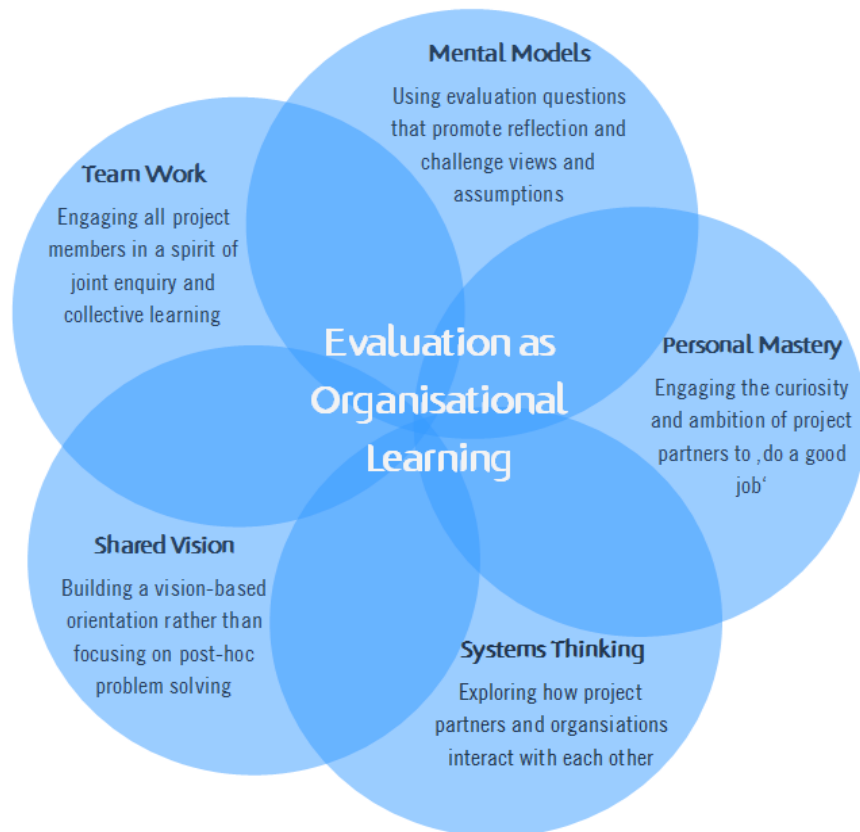 Mental Models
Using evaluation questions
that promote reflection and
challenge views and
assumptions
Team Work
Engaging all project
members in a spirit of
joint enquiry and
collective learning
Evaluation as
Organisational
Learning
Personal Mastery
Engaging the curiosity
and ambition of project
partners to ‚do a good
job‘
Shared Vision
Building a vision-based
orientation rather than
focusing on post-hoc
problem solving
Systems Thinking
Exploring how project
partners and organsiations
interact with each other